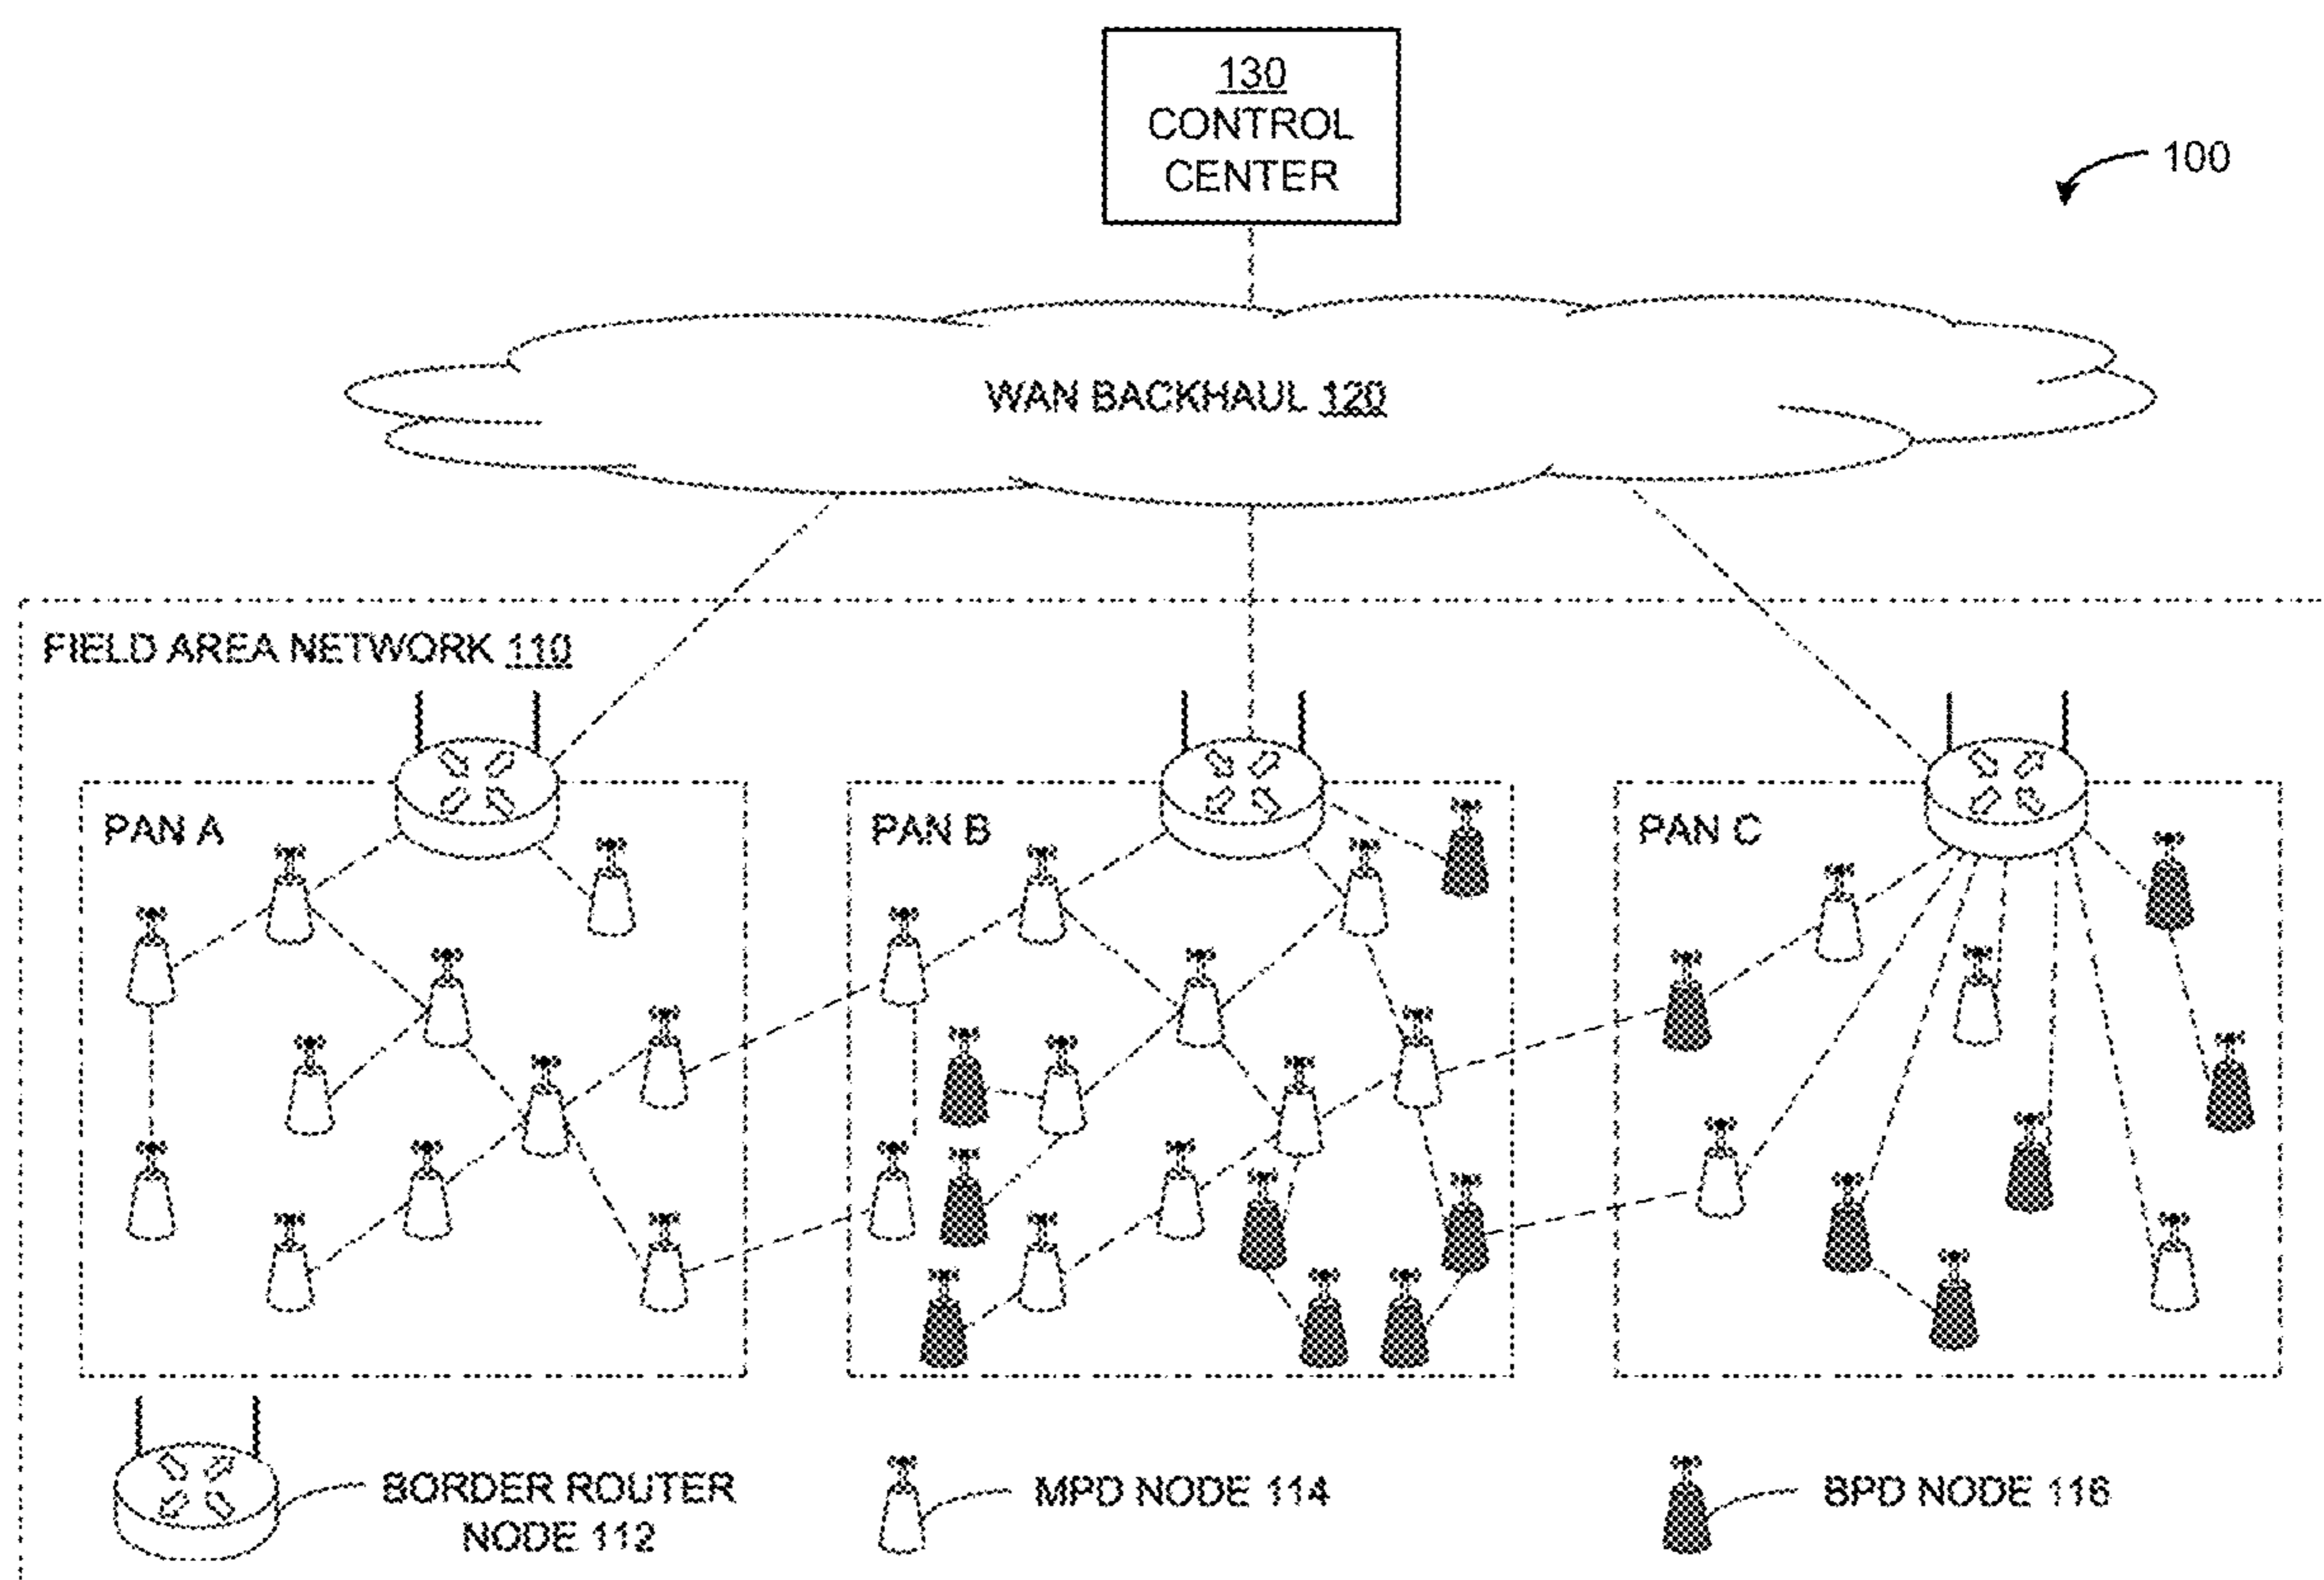 130
CONTROL
CENTER
100
WAN BACKHAUL 120
FIELD AREA NETWORK 110
PAN A
PAN B
PAN C
BORDER ROUTER
NODE 112
MPD NODE 114
BPD NODE 116